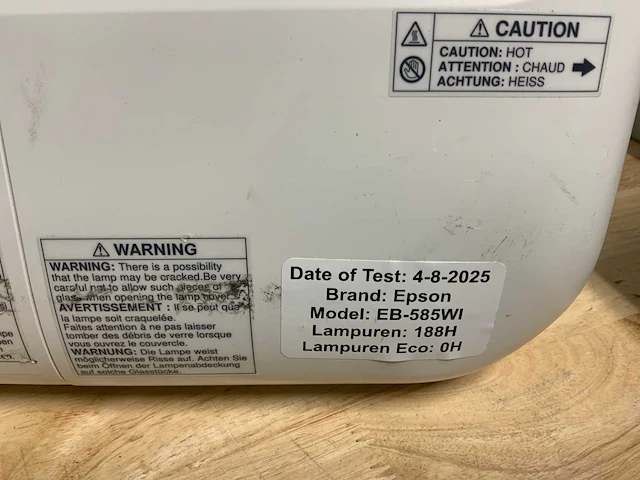 CAUTION
CAUTION: HOT
ATTENTION : CHAUD
ACHTUNG: HEISS
WARNING
WARNING: There is a possibility
that the lamp may be cracked. Be very
careful not to allow such pieces of
glass when opening the lamp cover.
AVERTISSEMENT : Il se peut que
la lampe soit craquelée.
Faites attention à ne pas laisser
tomber des débris de verre lorsque
vous ouvrez le couvercle.
WARNUNG: Die Lampe weist
möglicherweise Risse auf. Achten Sie
beim Öffnen der Lampenabdeckung
auf solche Glasstücke.
Date of Test: 4-8-2025
Brand: Epson
Model: EB-585WI
Lampuren: 188H
Lampuren Eco: 0H